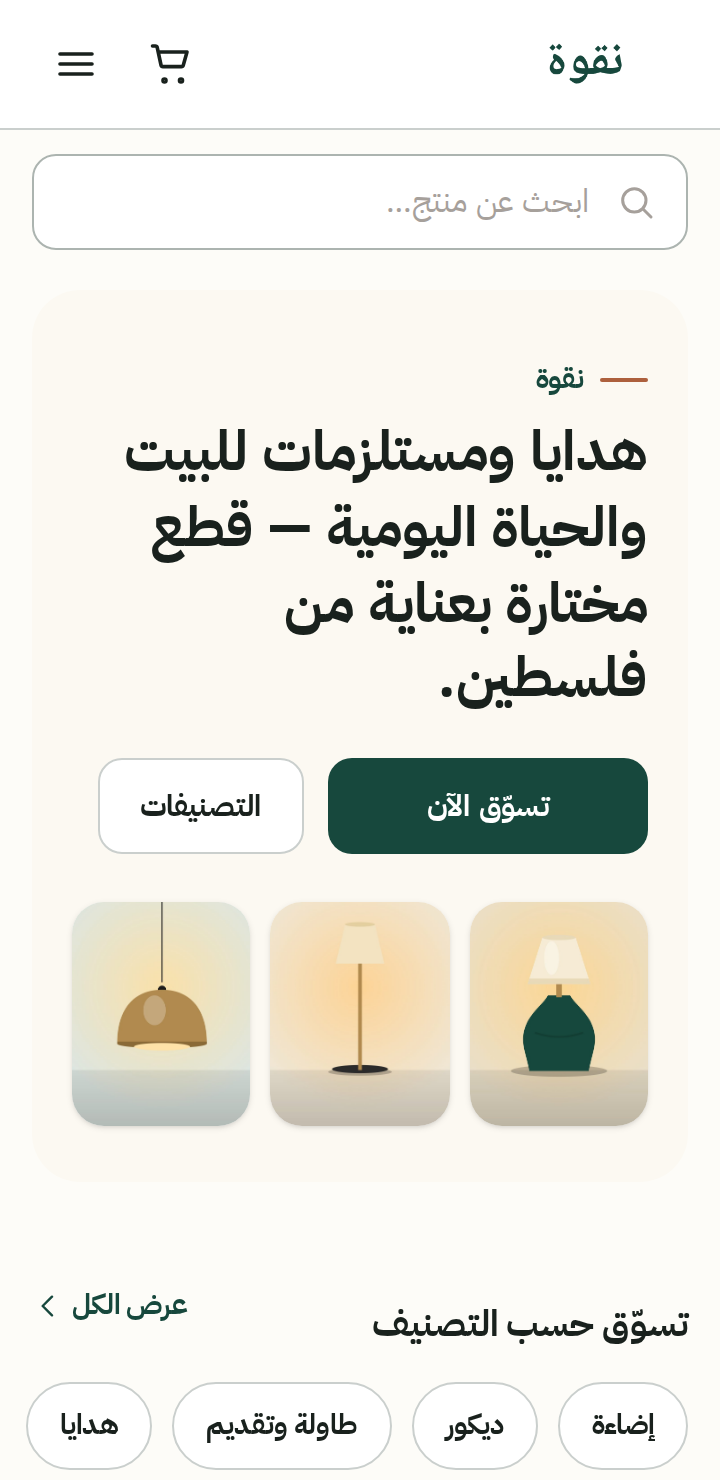 نقوة
ابحث عن منتج...
نقوة
هدايا ومستلزمات للبيت
والحياة اليومية — قطع
مختارة بعناية من
فلسطين.
تسوّق الآن
التصنيفات
تسوّق حسب التصنيف
عرض الكل
إضاءة
ديكور
طاولة وتقديم
هدايا